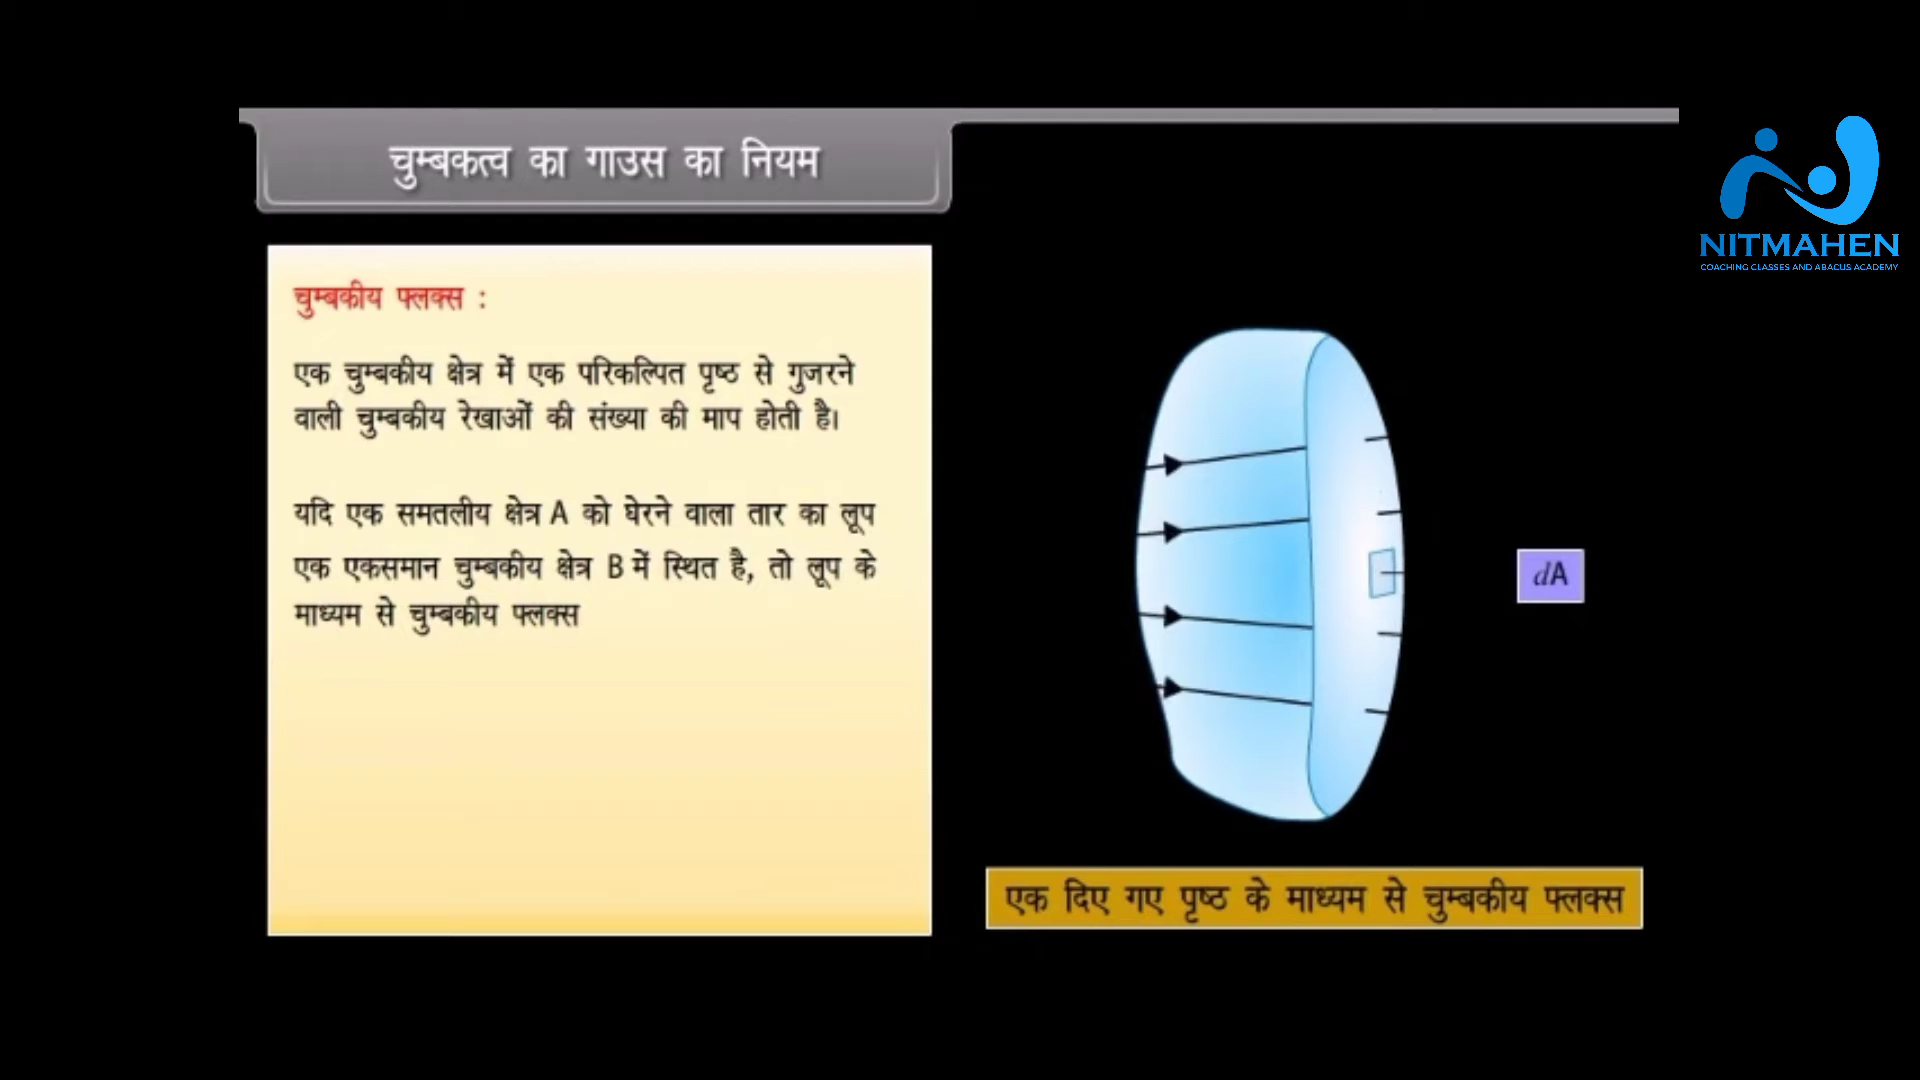 चुम्बकत्व का गाउस का नियम
NITMAHEN
COACHING CLASSES AND ABACUS ACADEMY
चुम्बकीय फ्लक्स :
एक चुम्बकीय क्षेत्र में एक परिकल्पित पृष्ठ से गुजरने
वाली चुम्बकीय रेखाओं की संख्या की माप होती है।
यदि एक समतलीय क्षेत्र A को घेरने वाला तार का लूप
एक एकसमान चुम्बकीय क्षेत्र B में स्थित है, तो लूप के
माध्यम से चुम्बकीय फ्लक्स
dA
एक दिए गए पृष्ठ के माध्यम से चुम्बकीय फ्लक्स